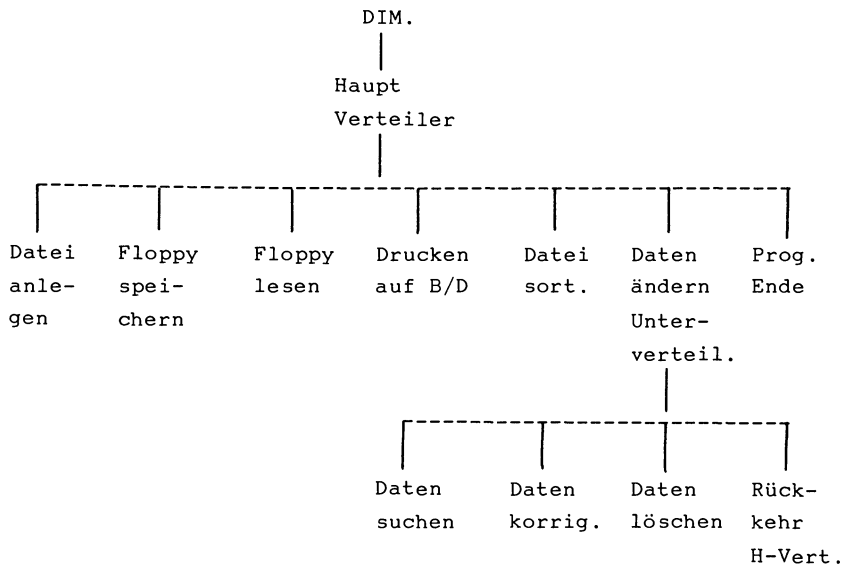 DIM.
Haupt
Verteiler
Datei Floppy Floppy Drucken Datei Daten Prog.
anle- spei- lesen auf B/D sort. ändern Ende
gen chern Unter-
verteil.
Daten Daten Daten Rück-
suchen korrig. löschen kehr
H-Vert.